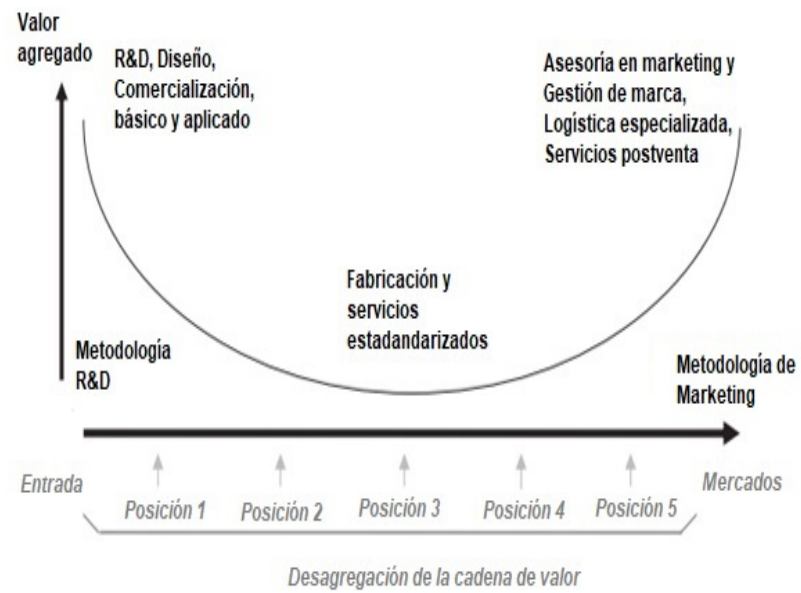 Valor
agregado
R&D, Diseño,
Comercialización,
básico y aplicado
Asesoría en marketing y
Gestión de marca,
Logística especializada,
Servicios postventa
Fabricación y
servicios
estadandarizados
Metodología
R&D
Metodología de
Marketing
Entrada
Mercados
Posición 1
Posición 2
Posición 3
Posición 4
Posición 5
Desagregación de la cadena de valor